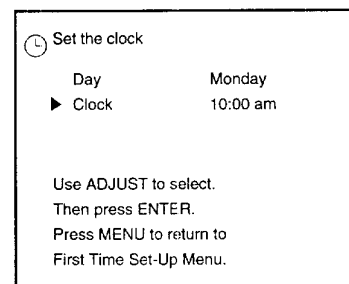 Set the clock
Day Monday
▶ Clock 10:00 am
Use ADJUST to select.
Then press ENTER.
Press MENU to return to
First Time Set-Up Menu.